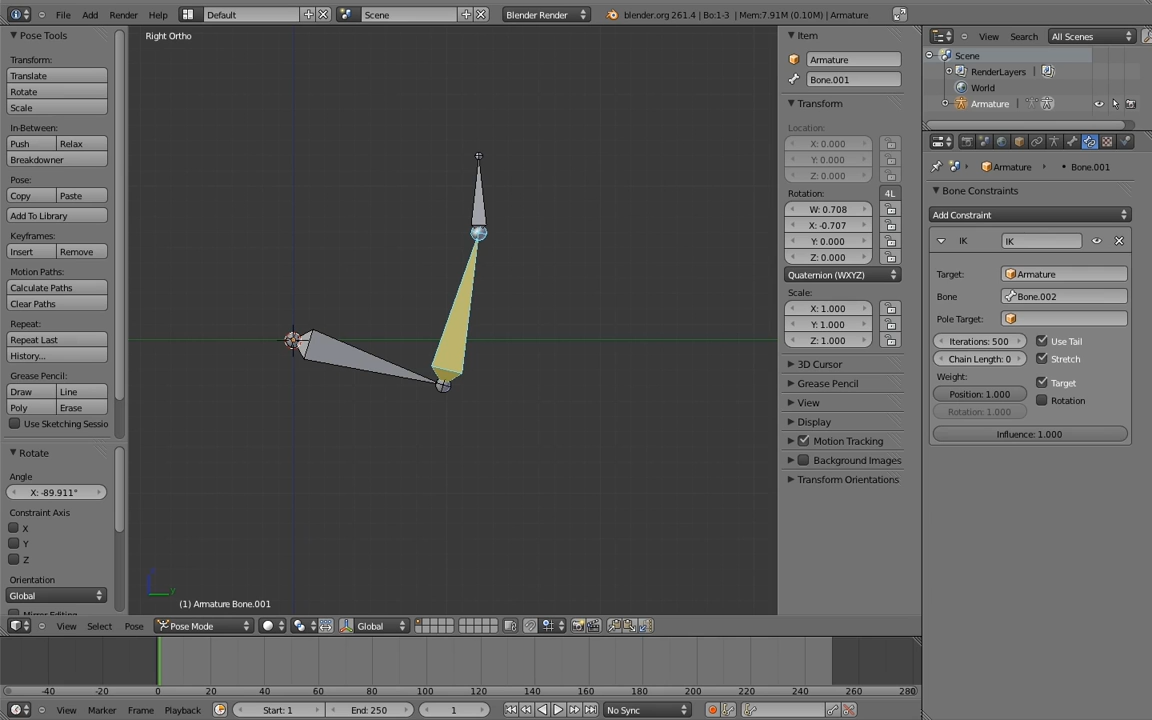 File Add Render Help Default Scene Blender Render blender.org 261.4 | Bo:1-3 | Mem:7.91M (0.10M) | Armature
Pose Tools
Transform:
Translate
Rotate
Scale
In-Between:
Push Relax
Breakdowner
Pose:
Copy Paste
Add To Library
Keyframes:
Insert Remove
Motion Paths:
Calculate Paths
Clear Paths
Repeat:
Repeat Last
History...
Grease Pencil:
Draw Line
Poly Erase
Use Sketching Sessio
Rotate
Angle
X: -89.911°
Constraint Axis
X
Y
Z
Orientation
Global
Mirror Editing
Right Ortho
y
(1) Armature Bone.001
Item
Armature
Bone.001
Transform
Location:
X: 0.000
Y: 0.000
Z: 0.000
Rotation: 4L
W: 0.708
X: -0.707
Y: 0.000
Z: 0.000
Quaternion (WXYZ)
Scale:
X: 1.000
Y: 1.000
Z: 1.000
3D Cursor
Grease Pencil
View
Display
Motion Tracking
Background Images
Transform Orientations
View Search All Scenes
Scene
RenderLayers |
World
Armature |
Armature Bone.001
Bone Constraints
Add Constraint
IK IK
Target: Armature
Bone Bone.002
Pole Target:
Iterations: 500 Use Tail
Chain Length: 0 Stretch
Weight:
Position: 1.000 Target
Rotation: 1.000 Rotation
Influence: 1.000
View Select Pose Pose Mode Global
-40 -20 0 20 40 60 80 100 120 140 160 180 200 220 240 260 280
View Marker Frame Playback Start: 1 End: 250 1 No Sync